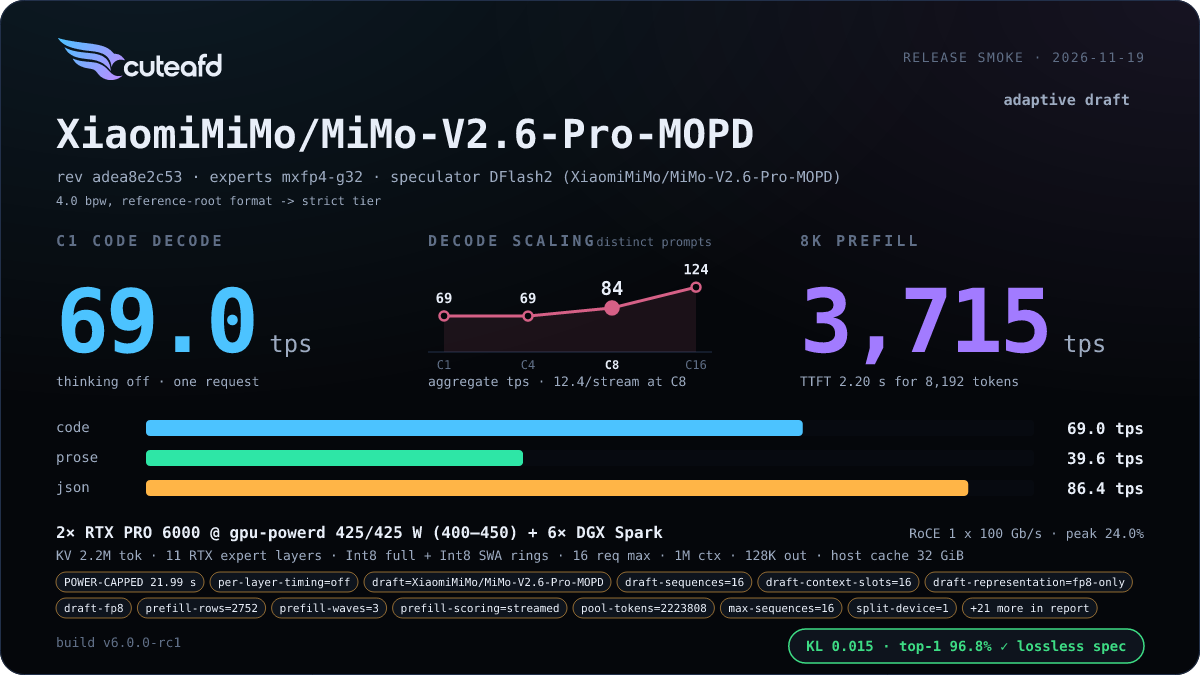 cuteafd
RELEASE SMOKE · 2026-11-19
adaptive draft
XiaomiMiMo/MiMo-V2.6-Pro-MOPD
rev adea8e2c53 · experts mxfp4-g32 · speculator DFlash2 (XiaomiMiMo/MiMo-V2.6-Pro-MOPD)
4.0 bpw, reference-root format -> strict tier
C1 CODE DECODE
69.0 tps
thinking off · one request
DECODE SCALING distinct prompts
69 69 84 124
C1 C4 C8 C16
aggregate tps · 12.4/stream at C8
8K PREFILL
3,715 tps
TTFT 2.20 s for 8,192 tokens
code 69.0 tps
prose 39.6 tps
json 86.4 tps
2× RTX PRO 6000 @ gpu-powerd 425/425 W (400–450) + 6× DGX Spark
RoCE 1 x 100 Gb/s · peak 24.0%
KV 2.2M tok · 11 RTX expert layers · Int8 full + Int8 SWA rings · 16 req max · 1M ctx · 128K out · host cache 32 GiB
POWER-CAPPED 21.99 s per-layer-timing=off draft=XiaomiMiMo/MiMo-V2.6-Pro-MOPD draft-sequences=16 draft-context-slots=16 draft-representation=fp8-only
draft-fp8 prefill-rows=2752 prefill-waves=3 prefill-scoring=streamed pool-tokens=2223808 max-sequences=16 split-device=1 +21 more in report
build v6.0.0-rc1
KL 0.015 · top-1 96.8% ✓ lossless spec